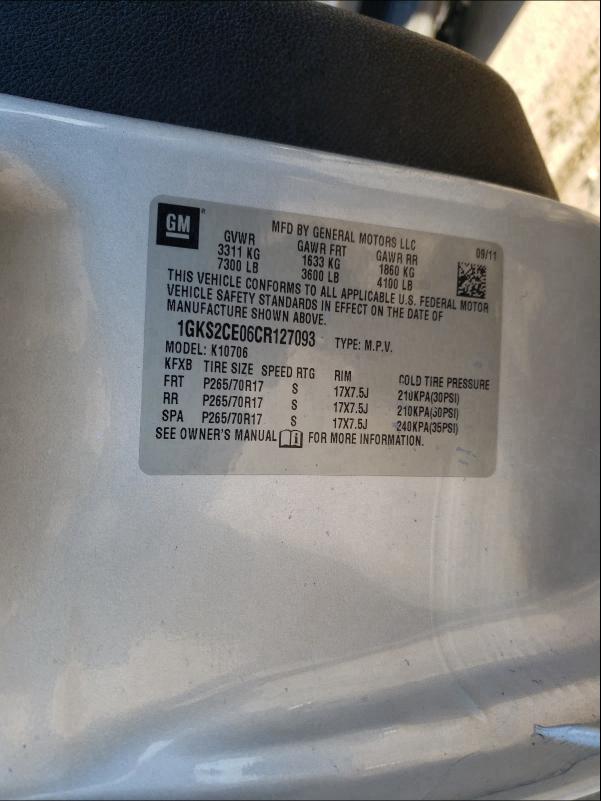 GM
MFD BY GENERAL MOTORS LLC
09/11
GVWR GAWR FRT GAWR RR
3311 KG 1633 KG 1860 KG
7300 LB 3600 LB 4100 LB
THIS VEHICLE CONFORMS TO ALL APPLICABLE U.S. FEDERAL MOTOR
VEHICLE SAFETY STANDARDS IN EFFECT ON THE DATE OF
MANUFACTURE SHOWN ABOVE.
1GKS2CE06CR127093 TYPE: M.P.V.
MODEL: K10706
KFXB TIRE SIZE SPEED RTG RIM COLD TIRE PRESSURE
FRT P265/70R17 S 17X7.5J 210KPA(30PSI)
RR P265/70R17 S 17X7.5J 210KPA(30PSI)
SPA P265/70R17 S 17X7.5J 240KPA(35PSI)
SEE OWNER'S MANUAL FOR MORE INFORMATION.